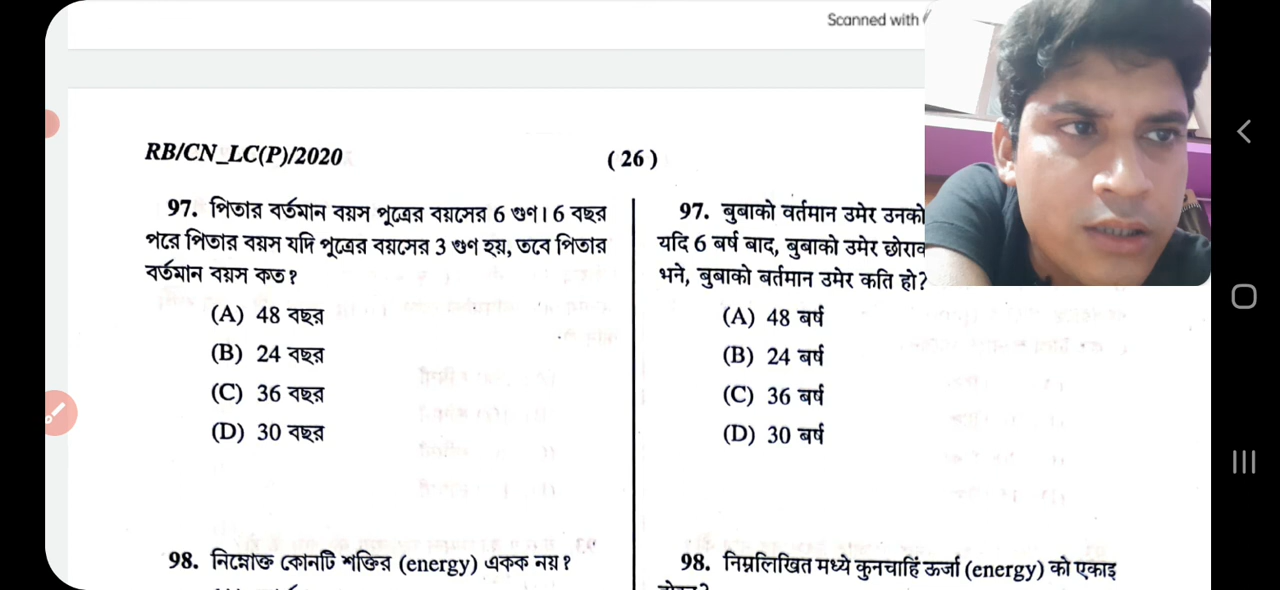 Scanned with
RB/CN_LC(P)/2020
( 26 )
97. পিতার বর্তমান বয়স পুত্রের বয়সের 6 গুণ। 6 বছর
পরে পিতার বয়স যদি পুত্রের বয়সের 3 গুণ হয়, তবে পিতার
বর্তমান বয়স কত?
(A) 48 বছর
(B) 24 বছর
(C) 36 বছর
(D) 30 বছর
98. নিম্নোক্ত কোনটি শক্তির (energy) একক নয়?
97. बुबाको वर्तमान उमेर उनको
यदि 6 बर्ष बाद, बुबाको उमेर
भने, बुबाको बर्तमान उमेर कति हो?
(A) 48 बर्ष
(B) 24 बर्ष
(C) 36 बर्ष
(D) 30 बर्ष
98. निम्नलिखित मध्ये कुनचाहिं ऊर्जा (energy) को एकाइ